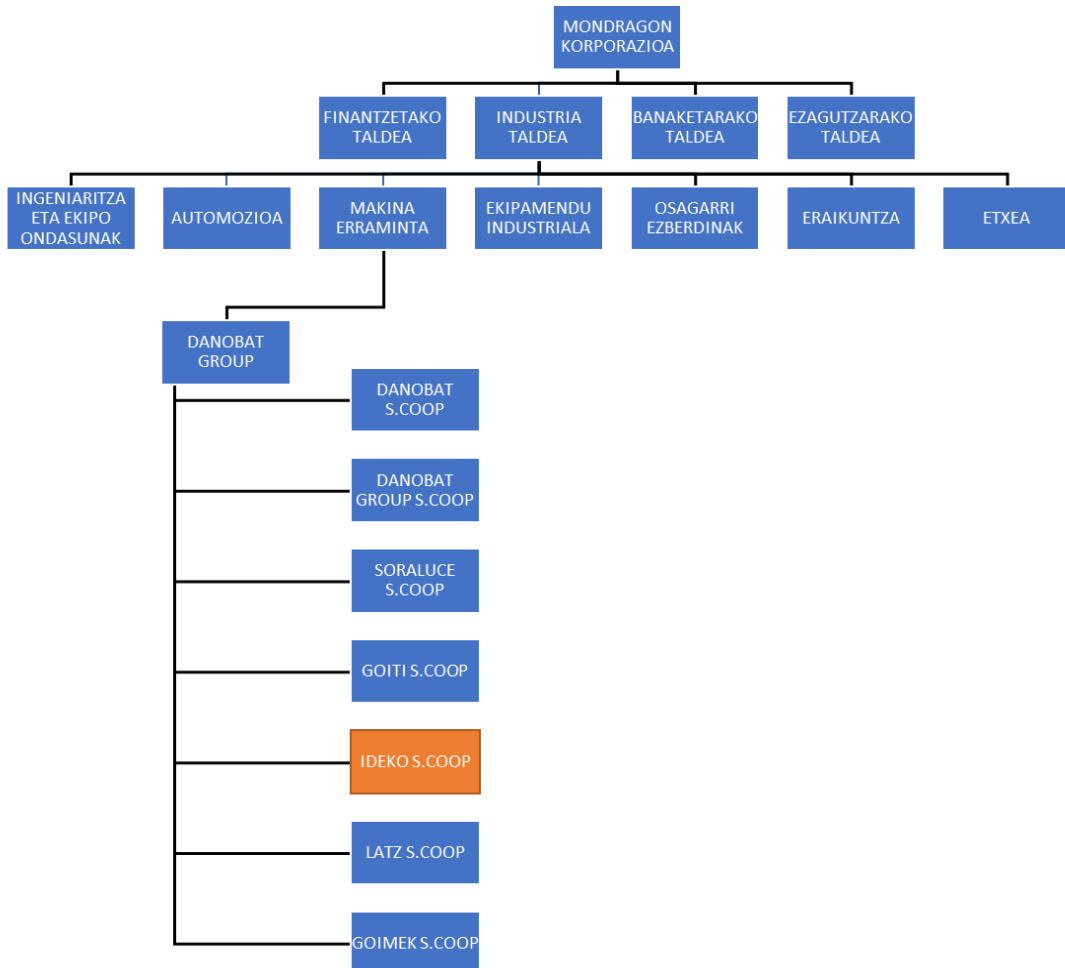 MONDRAGON
KORPORAZIOA
FINANTZETAKO
TALDEA
INDUSTRIA
TALDEA
BANAKETARAKO
TALDEA
EZAGUTZARAKO
TALDEA
INGENIARITZA
ETA EKIPO
ONDASUNAK
AUTOMOZIOA
MAKINA
ERRAMINTA
EKIPAMENDU
INDUSTRIALA
OSAGARRI
EZBERDINAK
ERAIKUNTZA
ETXEA
DANOBAT
GROUP
DANOBAT
S.COOP
DANOBAT
GROUP S.COOP
SORALUCE
S.COOP
GOITI S.COOP
IDEKO S.COOP
LATZ S.COOP
GOIMEK S.COOP